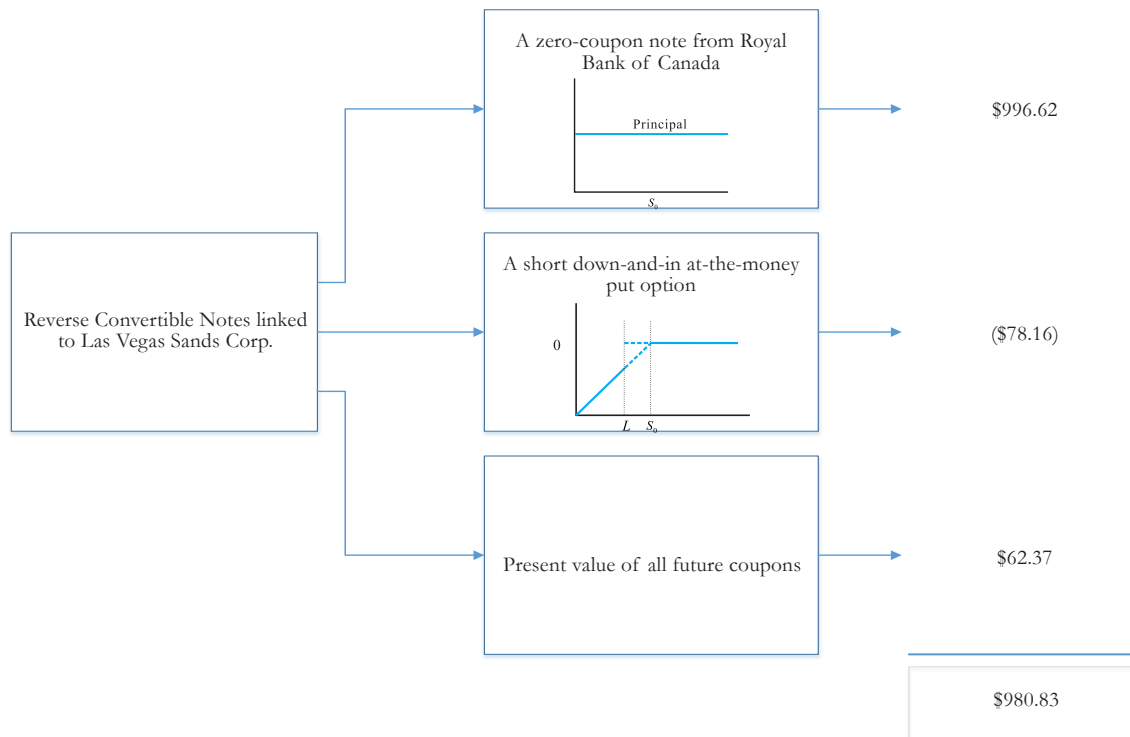 A zero-coupon note from Royal
Bank of Canada
Principal
S₀
$996.62
Reverse Convertible Notes linked
to Las Vegas Sands Corp.
A short down-and-in at-the-money
put option
0
L S₀
($78.16)
Present value of all future coupons
$62.37
$980.83